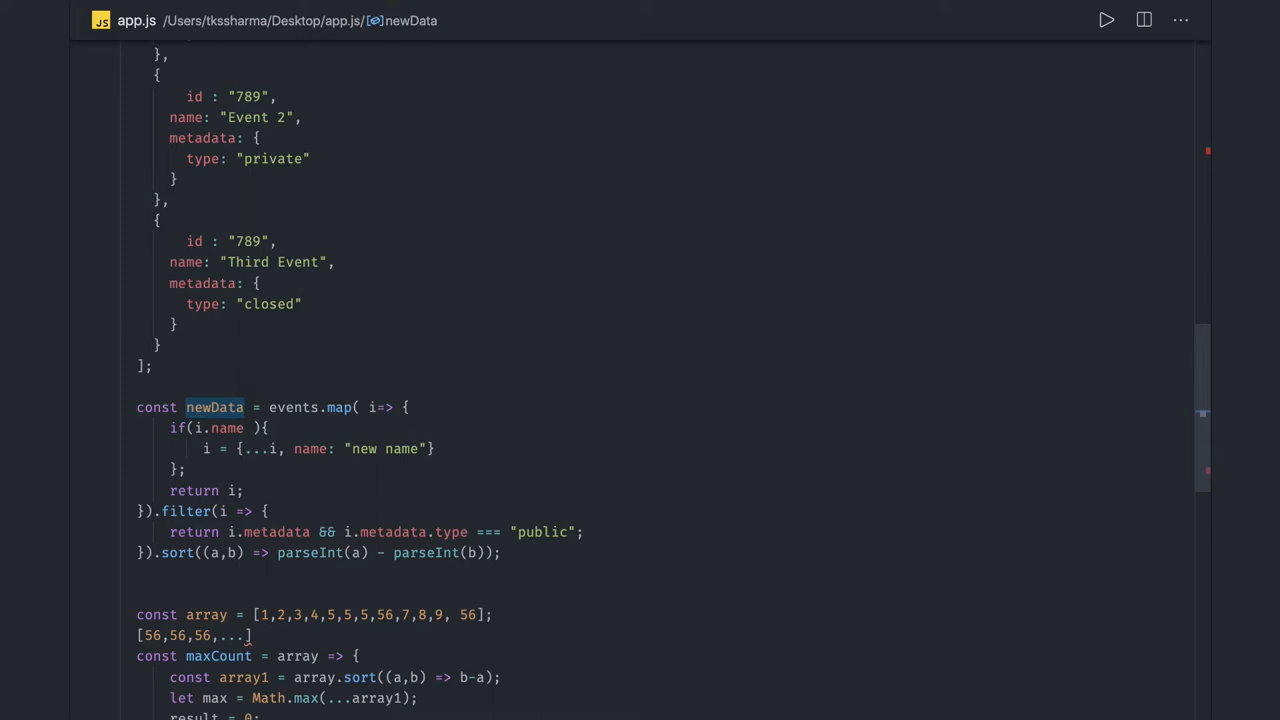 JS app.js /Users/tkssharma/Desktop/app.js/newData
},
{
id : "789",
name: "Event 2",
metadata: {
type: "private"
}
},
{
id : "789",
name: "Third Event",
metadata: {
type: "closed"
}
}
];
const newData = events.map( i=> {
if(i.name ){
i = {...i, name: "new name"}
};
return i;
}).filter(i => {
return i.metadata && i.metadata.type === "public";
}).sort((a,b) => parseInt(a) - parseInt(b));
const array = [1,2,3,4,5,5,5,56,7,8,9, 56];
[56,56,56,...]
const maxCount = array => {
const array1 = array.sort((a,b) => b-a);
let max = Math.max(...array1);
result = 0;